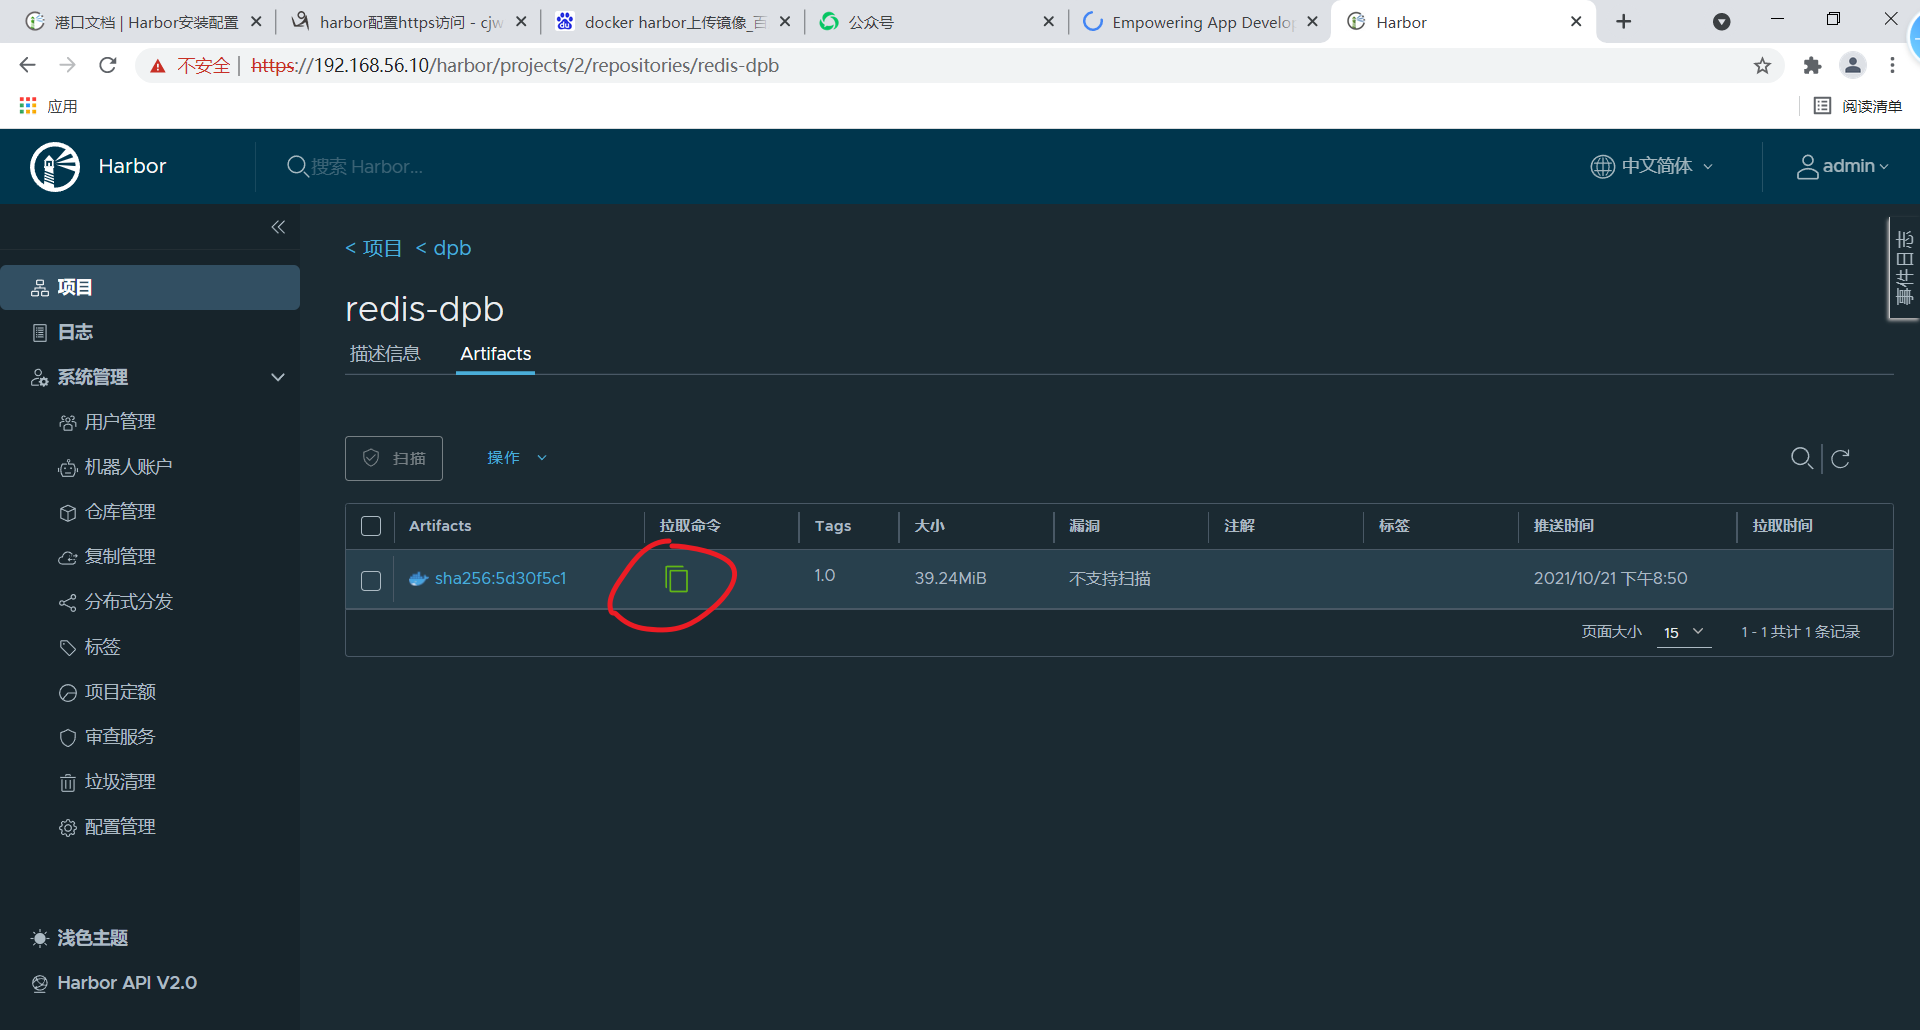 港口文档 | Harbor安装配置
harbor配置https访问 - cjw
docker harbor上传镜像_百
公众号
Empowering App Develop
Harbor
不安全 | https://192.168.56.10/harbor/projects/2/repositories/redis-dpb
应用
阅读清单
Harbor
搜索 Harbor...
中文简体
admin
事件日志
项目
日志
系统管理
用户管理
机器人账户
仓库管理
复制管理
分布式分发
标签
项目定额
审查服务
垃圾清理
配置管理
浅色主题
Harbor API V2.0
< 项目 < dpb
redis-dpb
描述信息 Artifacts
扫描 操作
Artifacts 拉取命令 Tags 大小 漏洞 注解 标签 推送时间 拉取时间
sha256:5d30f5c1 1.0 39.24MiB 不支持扫描 2021/10/21 下午8:50
页面大小 15 1 - 1 共计 1 条记录